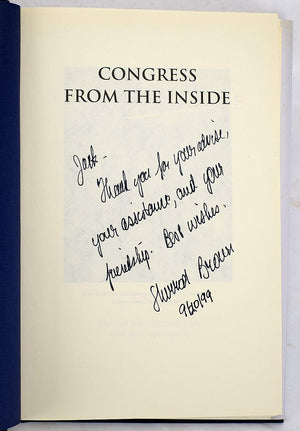 CONGRESS
FROM THE INSIDE
Jack-
Thank you for your advise,
your assistance, and your
friendship. Best wishes.
Sherrod Brown
9/20/99